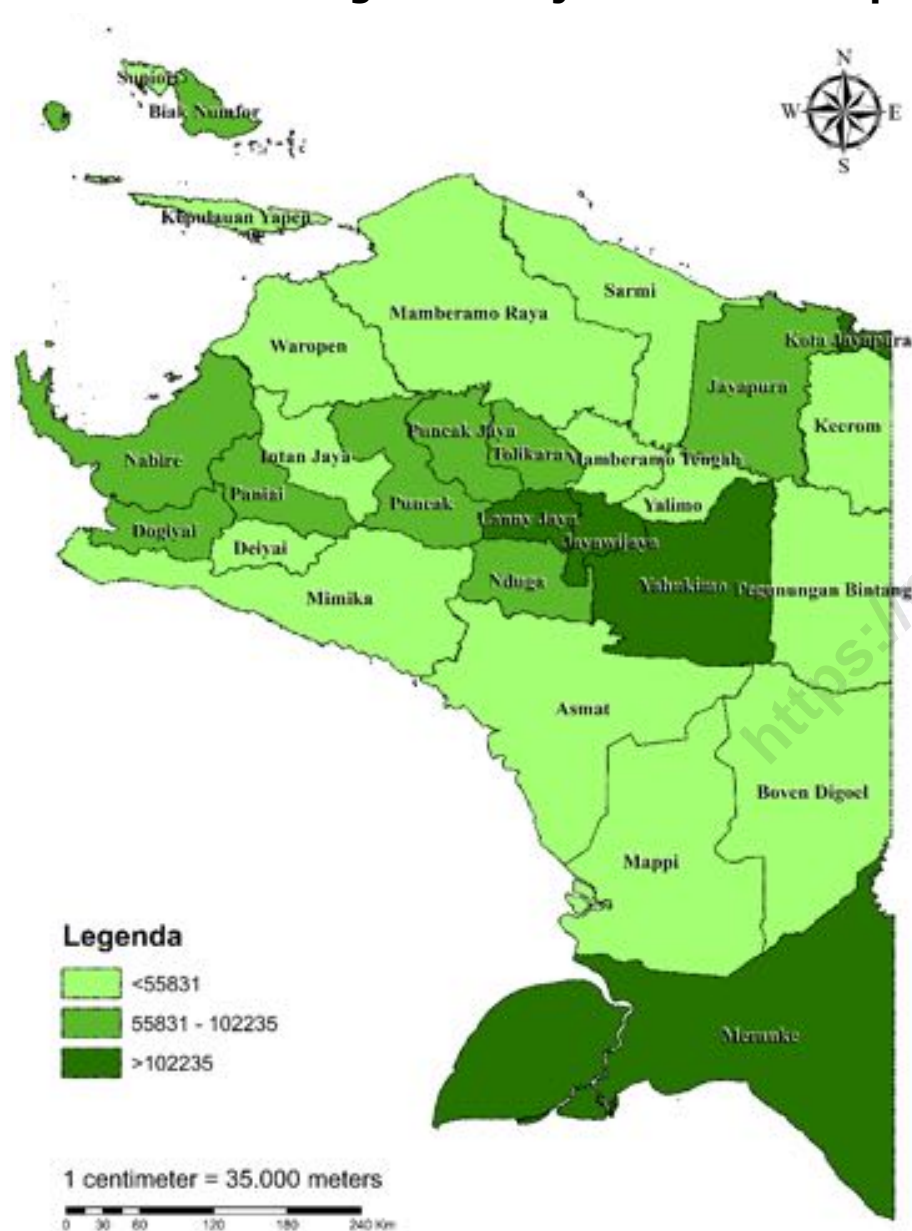 N
W E
S
Supiori
Biak Numfor
Kepulauan Yapen
Sarmi
Mamberamo Raya
Waropen
Kota Jayapura
Jayapura
Keerom
Puncak Jaya
Tolikara
Mamberamo Tengah
Intan Jaya
Nabire
Paniai
Puncak
Yalimo
Lanny Jaya
Dogiyai
Deiyai
Jayawijaya
Nduga
Yahukimo
Pegunungan Bintang
Mimika
Asmat
Boven Digoel
Mappi
Merauke
Legenda
<55831
55831 - 102235
>102235
1 centimeter = 35.000 meters
0 30 60 120 180 240 Km
https://